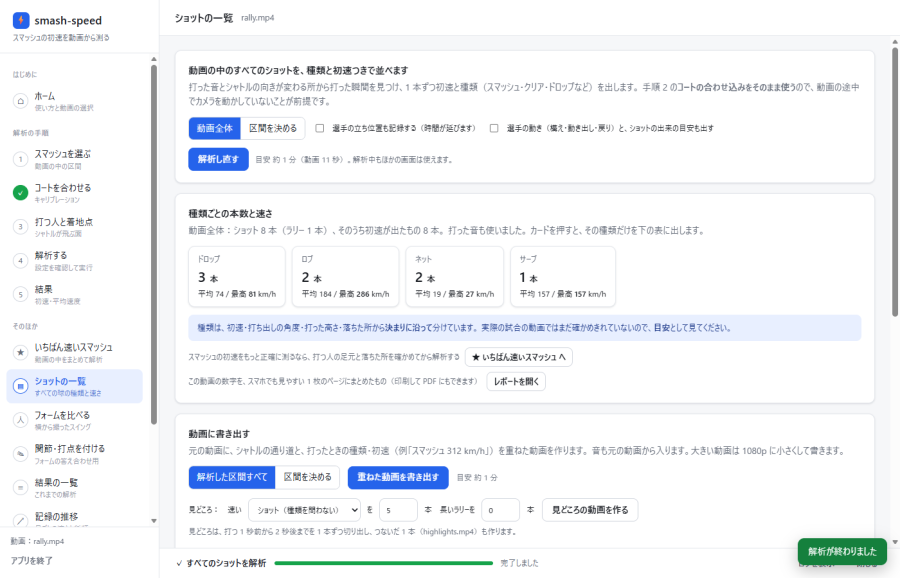 smash-speed
スマッシュの初速を動画から測る
はじめに
ホーム
使い方と動画の選択
解析の手順
1
スマッシュを選ぶ
動画の中の区間
コートを合わせる
キャリブレーション
3
打つ人と着地点
シャトルが飛ぶ面
4
解析する
設定を確認して実行
5
結果
初速・平均速度
そのほか
いちばん速いスマッシュ
動画の中をまとめて解析
ショットの一覧
すべての球の種類と速さ
フォームを比べる
横から撮ったスイング
関節・打点を付ける
フォームの答え合わせ用
結果の一覧
これまでの解析
記録の推移
動画：rally.mp4
アプリを終了
ショットの一覧 rally.mp4
動画の中のすべてのショットを、種類と初速つきで並べます
打った音とシャトルの向きが変わる所から打った瞬間を見つけ、1 本ずつ初速と種類（スマッシュ・クリア・ドロップなど）を出します。手順 2 のコートの合わせ込みをそのまま使うので、動画の途中
でカメラを動かしていないことが前提です。
動画全体 区間を決める 選手の立ち位置も記録する（時間が延びます） 選手の動き（構え・動き出し・戻り）と、ショットの出来の目安も出す
解析し直す 目安 約 1 分（動画 11 秒）。解析中もほかの画面は使えます。
種類ごとの本数と速さ
動画全体：ショット 8 本（ラリー 1 本）、そのうち初速が出たもの 8 本。打った音も使いました。カードを押すと、その種類だけを下の表に出します。
ドロップ
3 本
平均 74 / 最高 81 km/h
ロブ
2 本
平均 184 / 最高 286 km/h
ネット
2 本
平均 19 / 最高 27 km/h
サーブ
1 本
平均 157 / 最高 157 km/h
種類は、初速・打ち出しの角度・打った高さ・落ちた所から決まりに沿って分けています。実際の試合の動画ではまだ確かめきれていないので、目安として見てください。
スマッシュの初速をもっと正確に測るなら、打つ人の足元と落ちた所を確かめてから解析する ★ いちばん速いスマッシュ へ
この動画の数字を、スマホでも見やすい 1 枚のページにまとめたもの（印刷して PDF にもできます） レポートを開く
動画に書き出す
元の動画に、シャトルの通り道と、打ったときの種類・初速（例「スマッシュ 312 km/h」）を重ねた動画を作ります。音も元の動画から入ります。大きい動画は 1080p に小さくして書きます。
解析した区間すべて 区間を決める 重ねた動画を書き出す 目安 約 1 分
見どころ： 速い ショット（種類を問わない） を 5 本 長いラリーを 0 本 見どころの動画を作る
見どころは、打つ 1 秒前から 2 秒後までを 1 本ずつ切り出し、つないだ 1 本（highlights.mp4）も作ります。
✓ すべてのショットを解析 完了しました
解析が終わりました